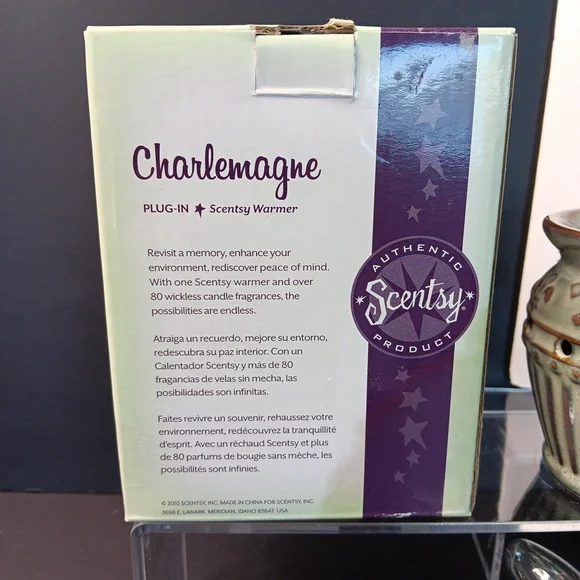 Charlemagne
PLUG-IN Scentsy Warmer
Revisit a memory, enhance your
environment, rediscover peace of mind.
With one Scentsy warmer and over
80 wickless candle fragrances, the
possibilities are endless.
Atraiga un recuerdo, mejore su entorno,
redescubra su paz interior. Con un
Calentador Scentsy y más de 80
fragancias de velas sin mecha, las
posibilidades son infinitas.
Faites revivre un souvenir, rehaussez votre
environnement, redécouvrez la tranquillité
d'esprit. Avec un réchaud Scentsy et plus
de 80 parfums de bougie sans mèche, les
possibilités sont infinies.
© 2010 SCENTSY, INC. MADE IN CHINA FOR SCENTSY, INC.
3698 E. LANARK MERIDIAN, IDAHO 83642 USA
AUTHENTIC
Scentsy®
PRODUCT